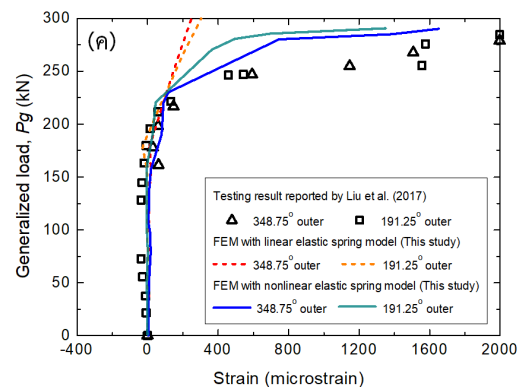 (ค)
Generalized load, Pg (kN)
300
250
200
150
100
50
0
Testing result reported by Liu et al. (2017)
348.75° outer 191.25° outer
FEM with linear elastic spring model (This study)
348.75° outer 191.25° outer
FEM with nonlinear elastic spring model (This study)
348.75° outer 191.25° outer
-400 0 400 800 1200 1600 2000
Strain (microstrain)